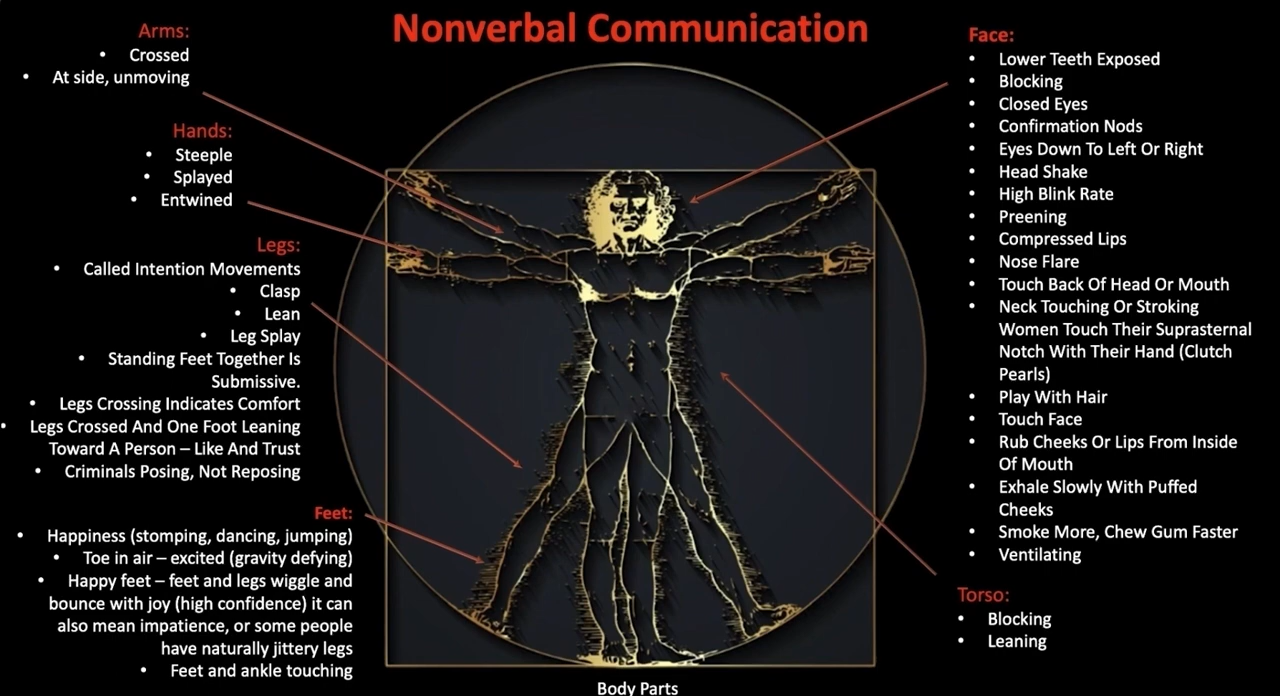 Nonverbal Communication
Arms:
• Crossed
• At side, unmoving
Hands:
• Steeple
• Splayed
• Entwined
Legs:
• Called Intention Movements
• Clasp
• Lean
• Leg Splay
• Standing Feet Together Is
Submissive.
• Legs Crossing Indicates Comfort
• Legs Crossed And One Foot Leaning
Toward A Person – Like And Trust
• Criminals Posing, Not Reposing
Feet:
• Happiness (stomping, dancing, jumping)
• Toe in air – excited (gravity defying)
• Happy feet – feet and legs wiggle and
bounce with joy (high confidence) it can
also mean impatience, or some people
have naturally jittery legs
• Feet and ankle touching
Face:
• Lower Teeth Exposed
• Blocking
• Closed Eyes
• Confirmation Nods
• Eyes Down To Left Or Right
• Head Shake
• High Blink Rate
• Preening
• Compressed Lips
• Nose Flare
• Touch Back Of Head Or Mouth
• Neck Touching Or Stroking
Women Touch Their Suprasternal
Notch With Their Hand (Clutch
Pearls)
• Play With Hair
• Touch Face
• Rub Cheeks Or Lips From Inside
Of Mouth
• Exhale Slowly With Puffed
Cheeks
• Smoke More, Chew Gum Faster
• Ventilating
Torso:
• Blocking
• Leaning
Body Parts